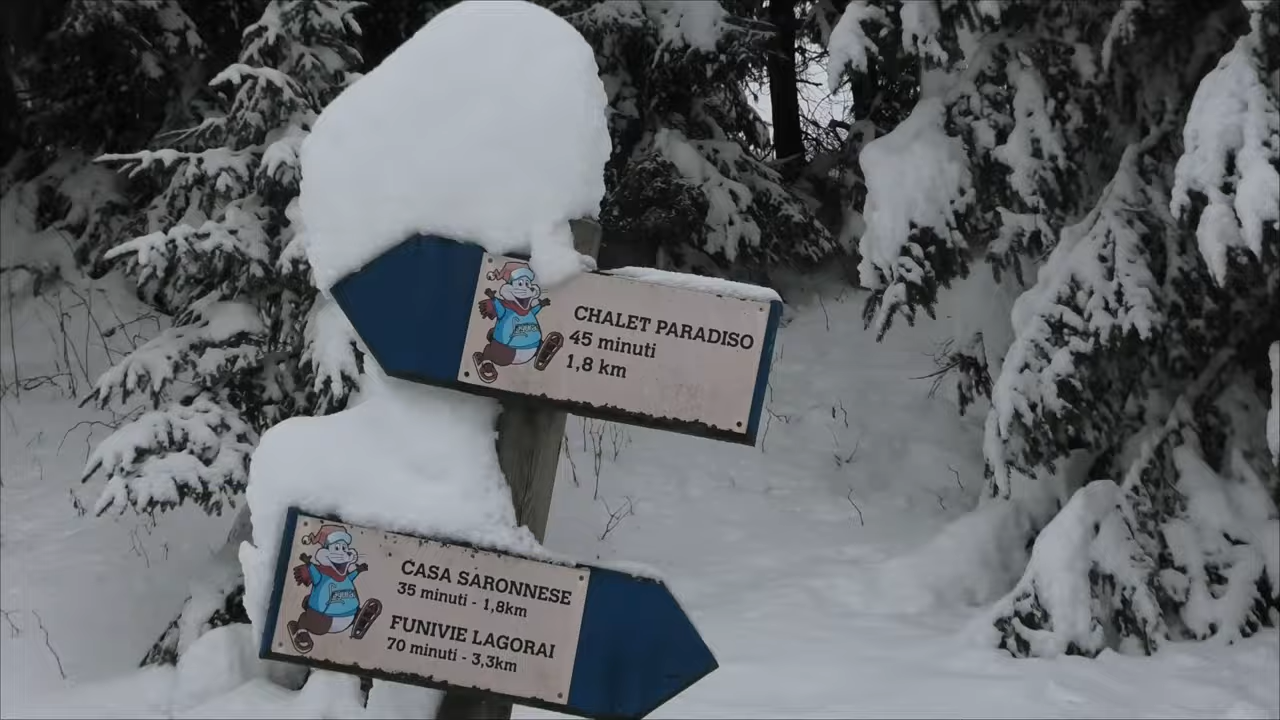 CHALET PARADISO
45 minuti
1,8 km
CASA SARONNESE
35 minuti - 1,8km
FUNIVIE LAGORAI
70 minuti - 3,3km